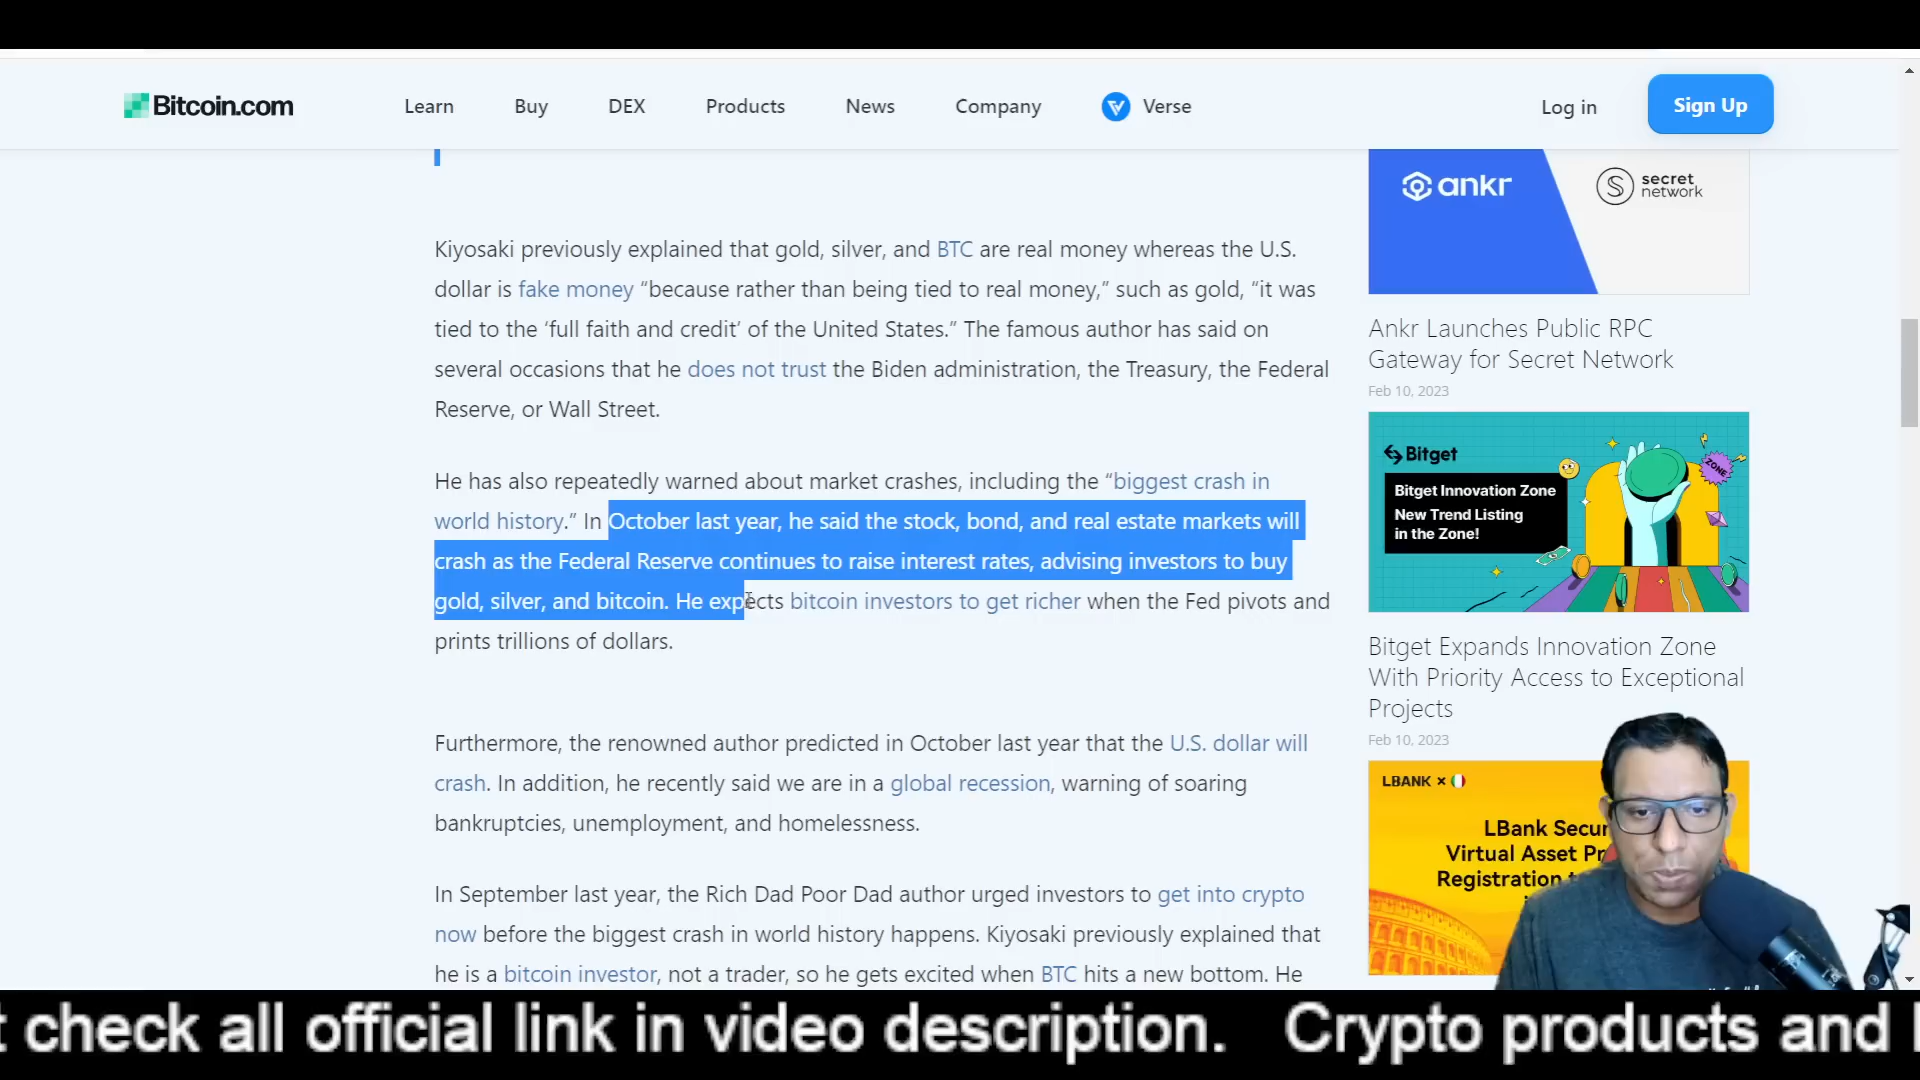 Bitcoin.com
Learn
Buy
DEX
Products
News
Company
Verse
Log in
Sign Up
Kiyosaki previously explained that gold, silver, and BTC are real money whereas the U.S.
dollar is fake money “because rather than being tied to real money,” such as gold, “it was
tied to the ‘full faith and credit’ of the United States.” The famous author has said on
several occasions that he does not trust the Biden administration, the Treasury, the Federal
Reserve, or Wall Street.
He has also repeatedly warned about market crashes, including the “biggest crash in
world history.” In October last year, he said the stock, bond, and real estate markets will
crash as the Federal Reserve continues to raise interest rates, advising investors to buy
gold, silver, and bitcoin. He expects bitcoin investors to get richer when the Fed pivots and
prints trillions of dollars.
Furthermore, the renowned author predicted in October last year that the U.S. dollar will
crash. In addition, he recently said we are in a global recession, warning of soaring
bankruptcies, unemployment, and homelessness.
In September last year, the Rich Dad Poor Dad author urged investors to get into crypto
now before the biggest crash in world history happens. Kiyosaki previously explained that
he is a bitcoin investor, not a trader, so he gets excited when BTC hits a new bottom. He
ankr
secret
network
Ankr Launches Public RPC
Gateway for Secret Network
Feb 10, 2023
Bitget
Bitget Innovation Zone
New Trend Listing
in the Zone!
ZONE
Bitget Expands Innovation Zone
With Priority Access to Exceptional
Projects
Feb 10, 2023
LBANK ×
LBank Secur
Virtual Asset Pr
Registration
t check all official link in video description. Crypto products and